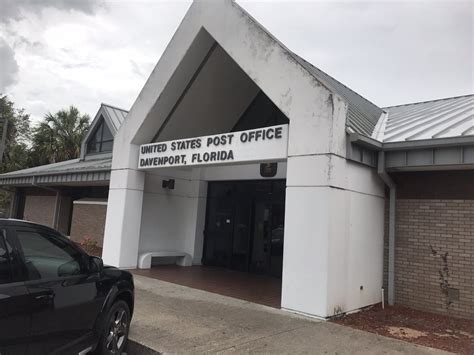 UNITED STATES POST OFFICE
DAVENPORT, FLORIDA